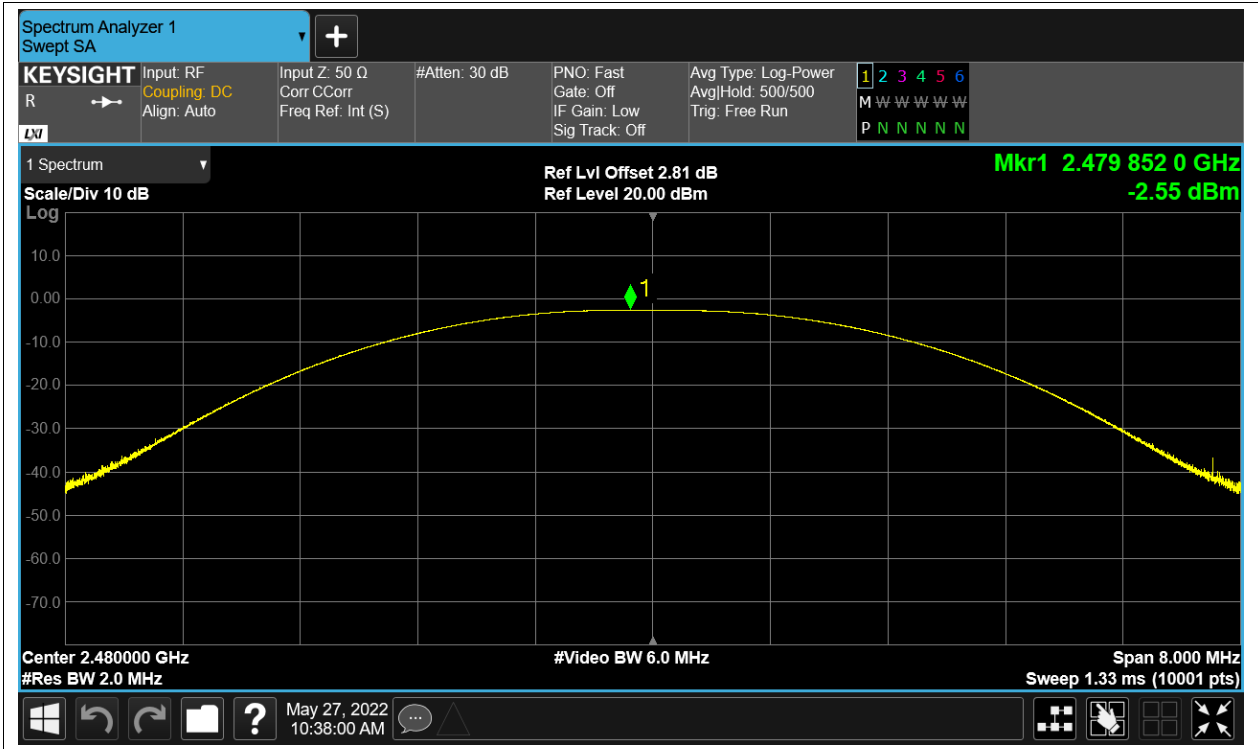 Spectrum Analyzer 1
Swept SA
KEYSIGHT
R
LXI
Input: RF
Coupling: DC
Align: Auto
Input Z: 50 Ω
Corr CCorr
Freq Ref: Int (S)
#Atten: 30 dB
PNO: Fast
Gate: Off
IF Gain: Low
Sig Track: Off
Avg Type: Log-Power
Avg|Hold: 500/500
Trig: Free Run
1 2 3 4 5 6
M W W W W W
P N N N N N
1 Spectrum
Scale/Div 10 dB
Log
Ref Lvl Offset 2.81 dB
Ref Level 20.00 dBm
Mkr1 2.479 852 0 GHz
-2.55 dBm
10.0
0.00
-10.0
-20.0
-30.0
-40.0
-50.0
-60.0
-70.0
1
Center 2.480000 GHz
#Res BW 2.0 MHz
#Video BW 6.0 MHz
Span 8.000 MHz
Sweep 1.33 ms (10001 pts)
?
May 27, 2022
10:38:00 AM